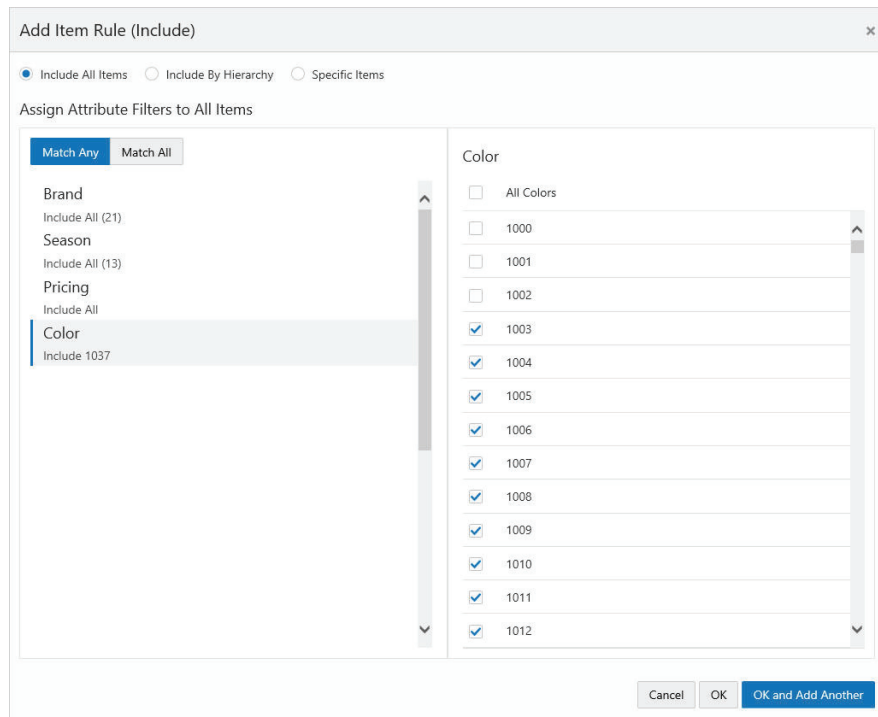 Add Item Rule (Include)
Include All Items Include By Hierarchy Specific Items
Assign Attribute Filters to All Items
Match Any Match All
Brand
Include All (21)
Season
Include All (13)
Pricing
Include All
Color
Include 1037
Color
All Colors
1000
1001
1002
1003
1004
1005
1006
1007
1008
1009
1010
1011
1012
Cancel OK OK and Add Another